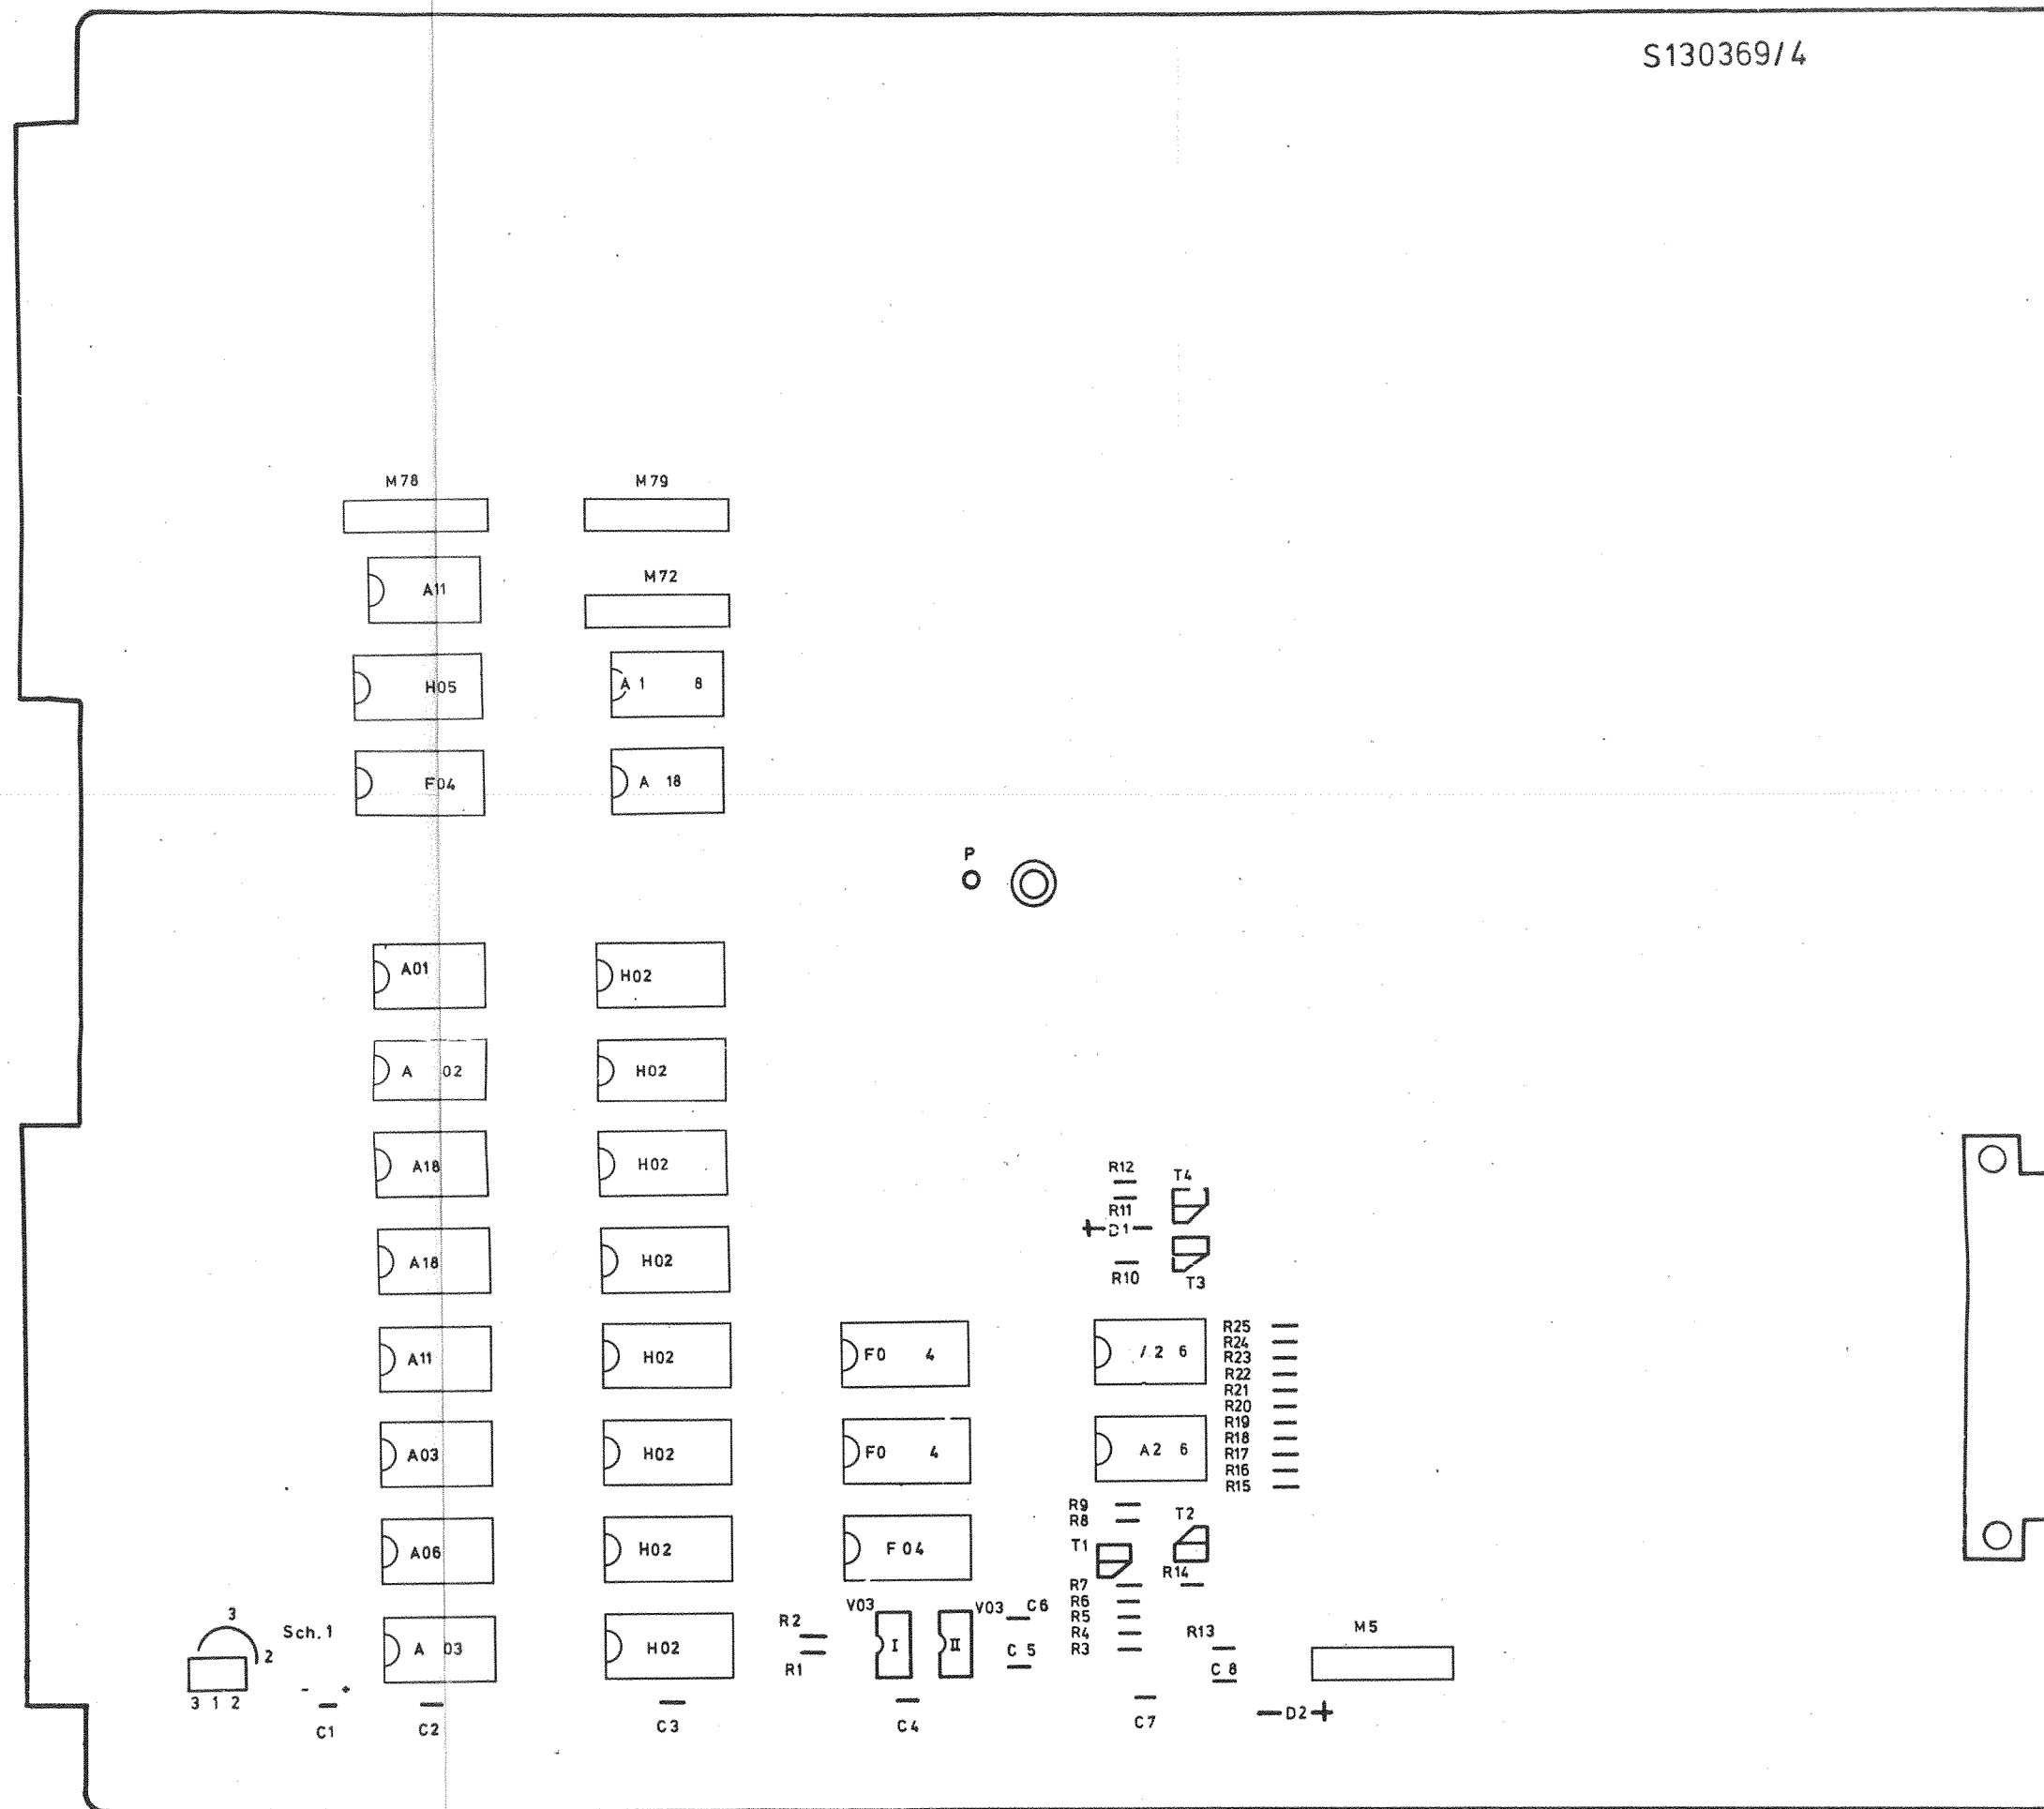 S130369/4
M78
M79
A11
M72
H05
A1 8
F04
A 18
P
A01
H02
A 02
H02
A18
H02
R12
T4
R11
+ D1 -
A18
H02
R10
T3
R25
A11
H02
F0 4
R24
R23
R22
R21
R20
R19
R18
A03
H02
F0 4
A2 6
R17
R16
R15
R9
R8
T2
T1
A06
H02
F04
R14
R7
R6
R5
R4
R3
3
Sch.1
2
A 03
H02
R2
R1
V03
I
II
V03
C6
C 5
R13
C 8
M5
3 1 2
- +
C1
C2
C3
C4
C7
- D2 +